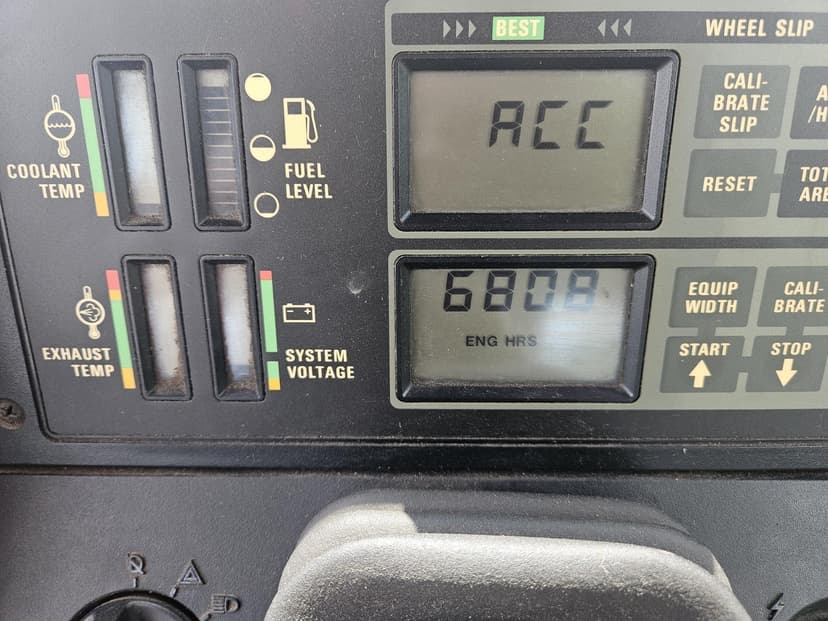 BEST
WHEEL SLIP
ACC
CALI-
BRATE
SLIP
RESET
COOLANT
TEMP
FUEL
LEVEL
6808
ENG HRS
EQUIP
WIDTH
CALI-
BRATE
START
STOP
EXHAUST
TEMP
SYSTEM
VOLTAGE